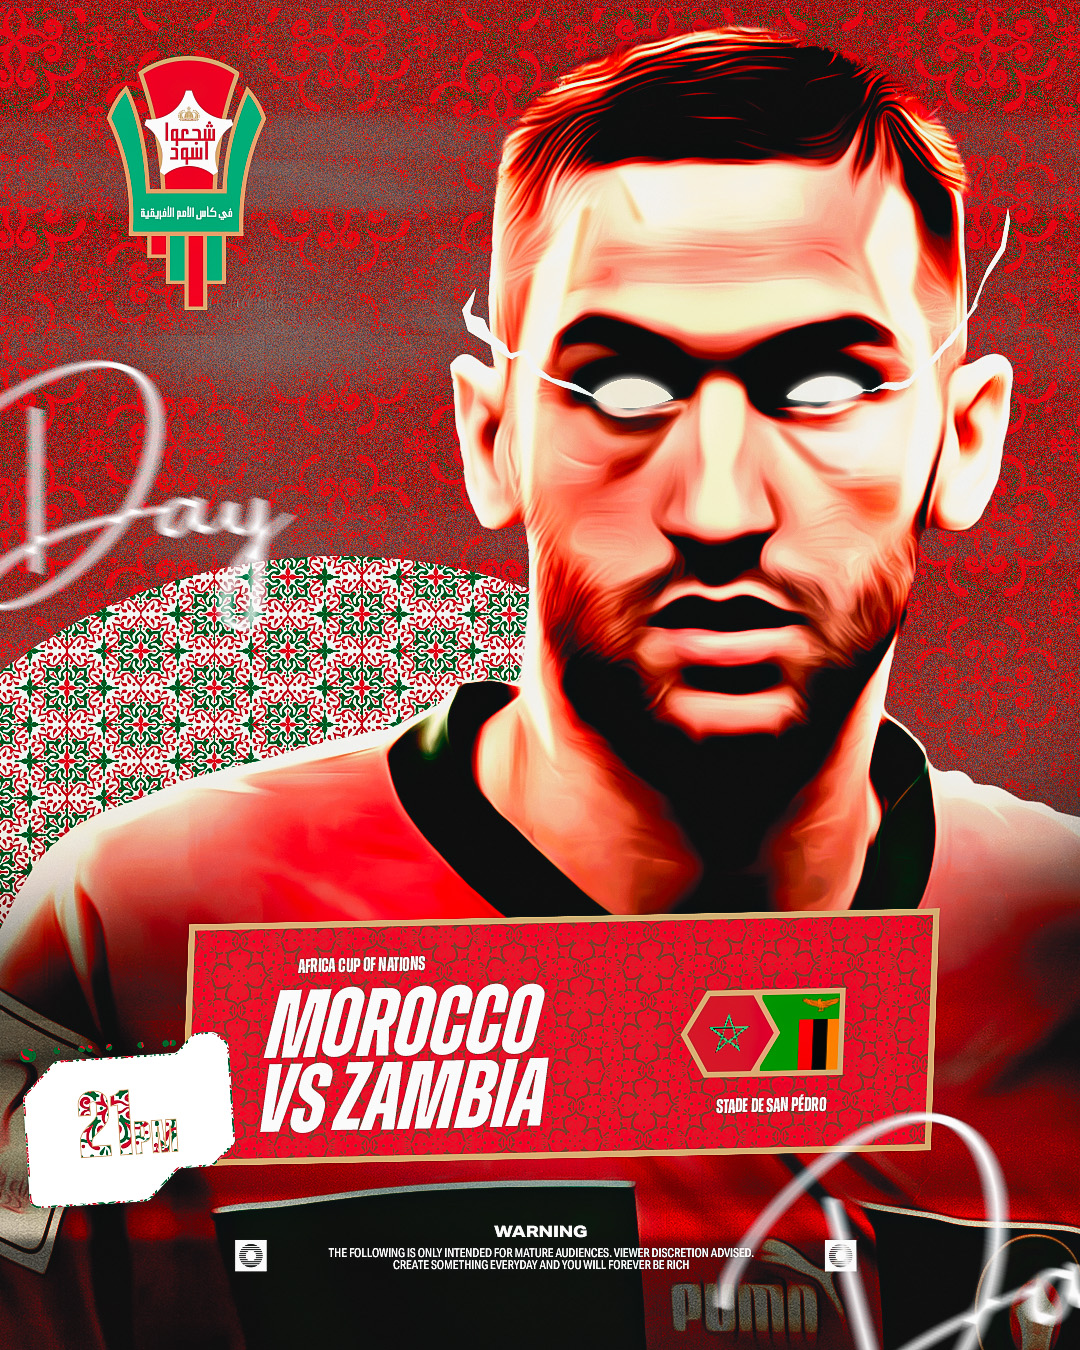 شجعوا
اسود
في كأس الأمم الأفريقية
Day
AFRICA CUP OF NATIONS
MOROCCO
VS ZAMBIA
STADE DE SAN PÉDRO
21PM
WARNING
THE FOLLOWING IS ONLY INTENDED FOR MATURE AUDIENCES. VIEWER DISCRETION ADVISED.
CREATE SOMETHING EVERYDAY AND YOU WILL FOREVER BE RICH
PUMA
Da